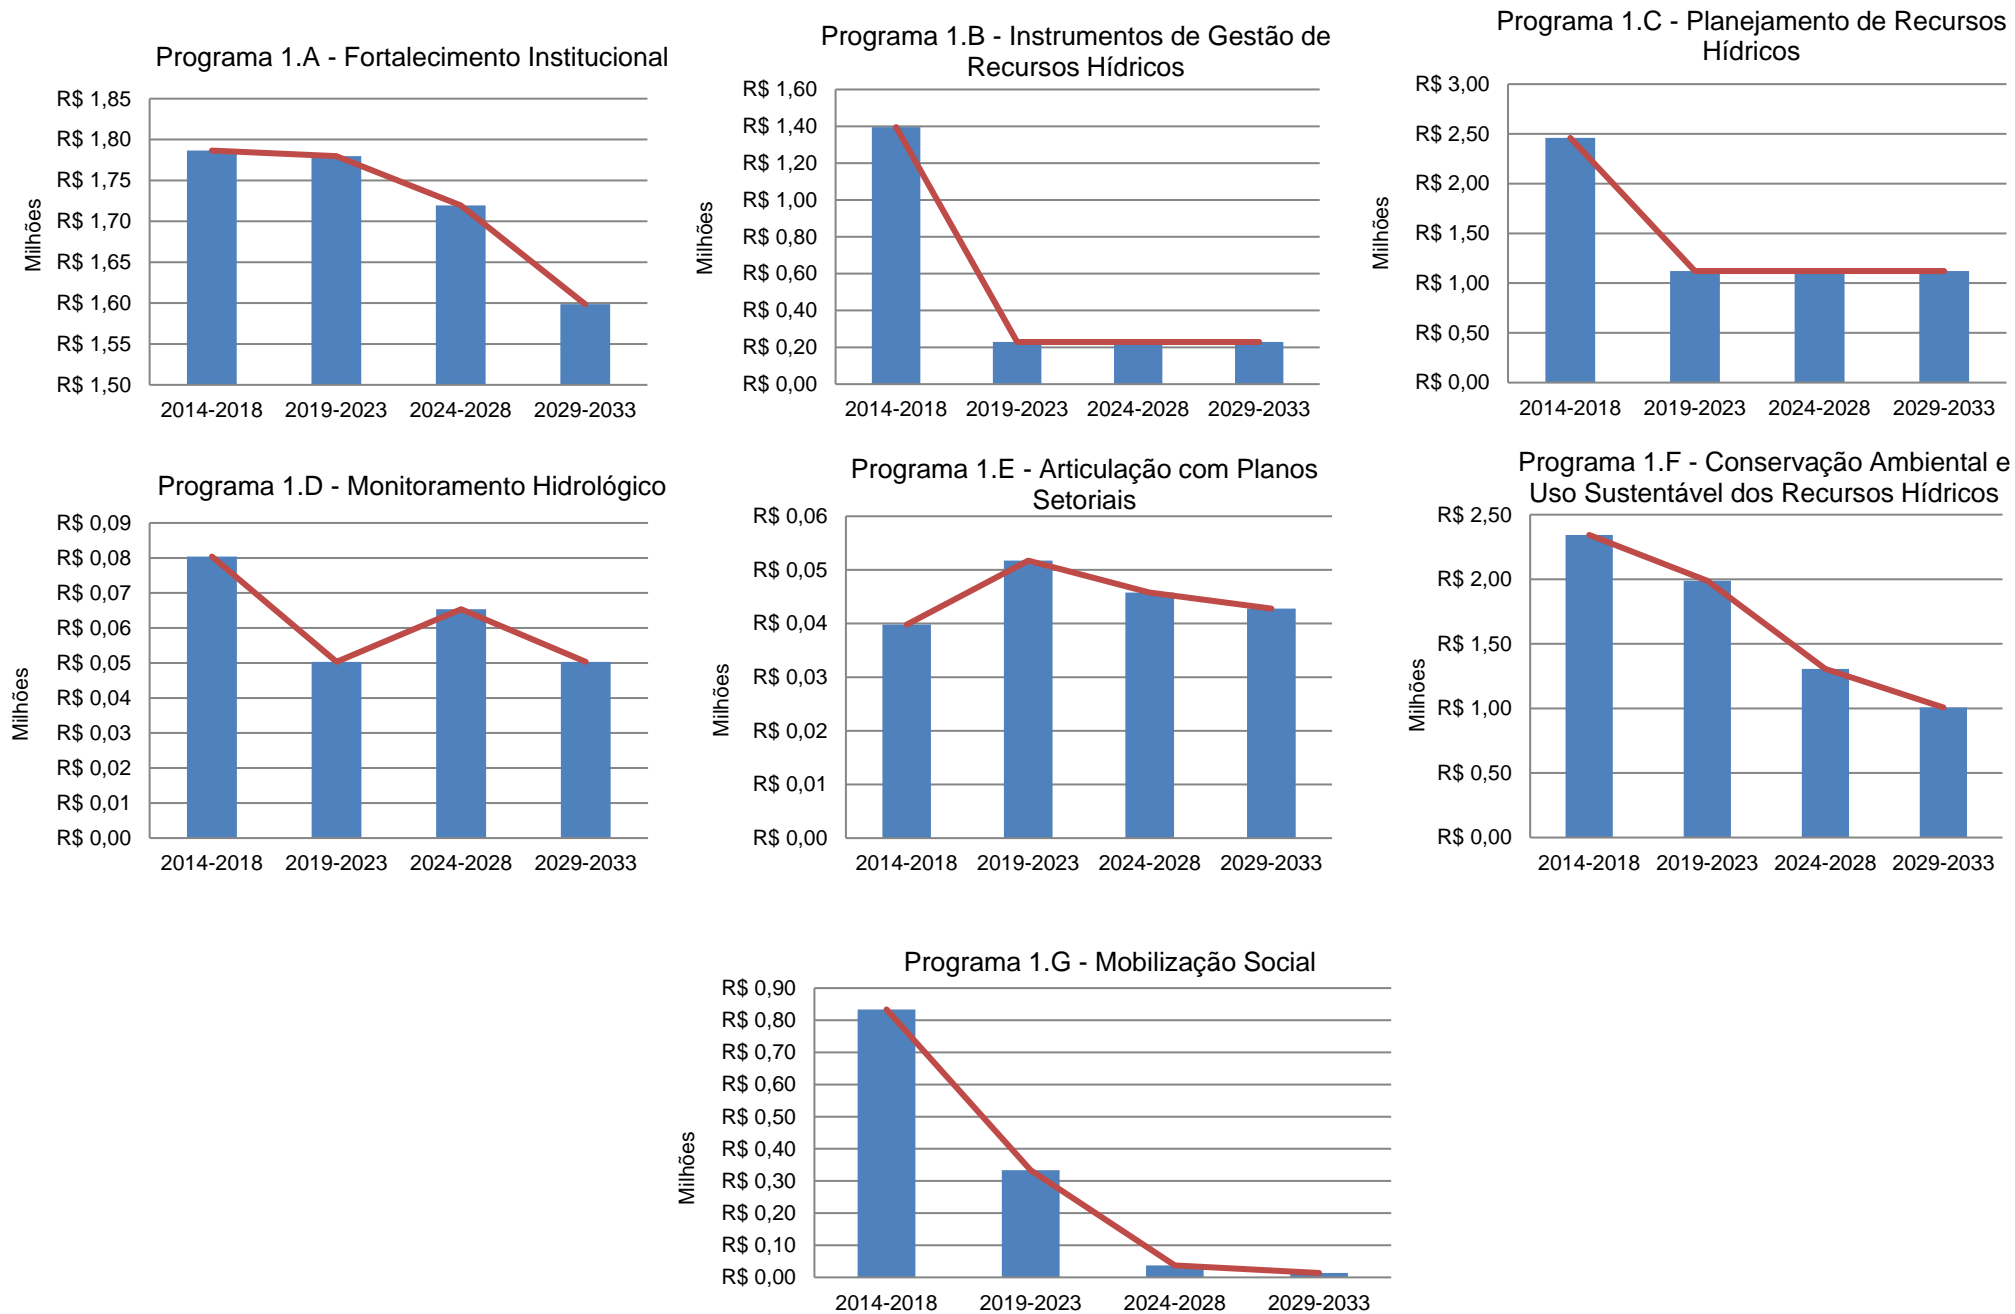 Programa 1.A - Fortalecimento Institucional
R$ 1,85
R$ 1,80
R$ 1,75
R$ 1,70
R$ 1,65
R$ 1,60
R$ 1,55
R$ 1,50
Milhões
2014-2018 2019-2023 2024-2028 2029-2033
Programa 1.B - Instrumentos de Gestão de
Recursos Hídricos
R$ 1,60
R$ 1,40
R$ 1,20
R$ 1,00
R$ 0,80
R$ 0,60
R$ 0,40
R$ 0,20
R$ 0,00
Milhões
2014-2018 2019-2023 2024-2028 2029-2033
Programa 1.C - Planejamento de Recursos
Hídricos
R$ 3,00
R$ 2,50
R$ 2,00
R$ 1,50
R$ 1,00
R$ 0,50
R$ 0,00
Milhões
2014-2018 2019-2023 2024-2028 2029-2033
Programa 1.D - Monitoramento Hidrológico
R$ 0,09
R$ 0,08
R$ 0,07
R$ 0,06
R$ 0,05
R$ 0,04
R$ 0,03
R$ 0,02
R$ 0,01
R$ 0,00
Milhões
2014-2018 2019-2023 2024-2028 2029-2033
Programa 1.E - Articulação com Planos
Setoriais
R$ 0,06
R$ 0,05
R$ 0,04
R$ 0,03
R$ 0,02
R$ 0,01
R$ 0,00
Milhões
2014-2018 2019-2023 2024-2028 2029-2033
Programa 1.F - Conservação Ambiental e
Uso Sustentável dos Recursos Hídricos
R$ 2,50
R$ 2,00
R$ 1,50
R$ 1,00
R$ 0,50
R$ 0,00
Milhões
2014-2018 2019-2023 2024-2028 2029-2033
Programa 1.G - Mobilização Social
R$ 0,90
R$ 0,80
R$ 0,70
R$ 0,60
R$ 0,50
R$ 0,40
R$ 0,30
R$ 0,20
R$ 0,10
R$ 0,00
Milhões
2014-2018 2019-2023 2024-2028 2029-2033